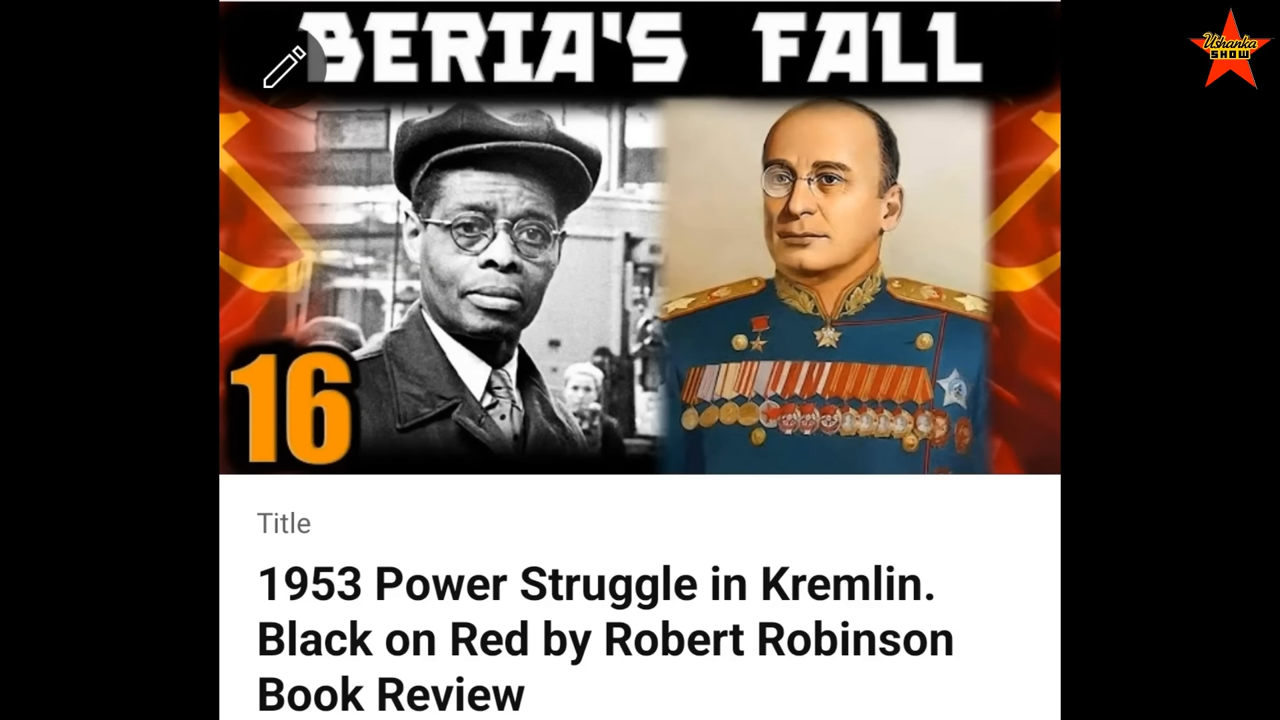 BERIA'S FALL
Ushanka
SHOW
16
Title
1953 Power Struggle in Kremlin.
Black on Red by Robert Robinson
Book Review